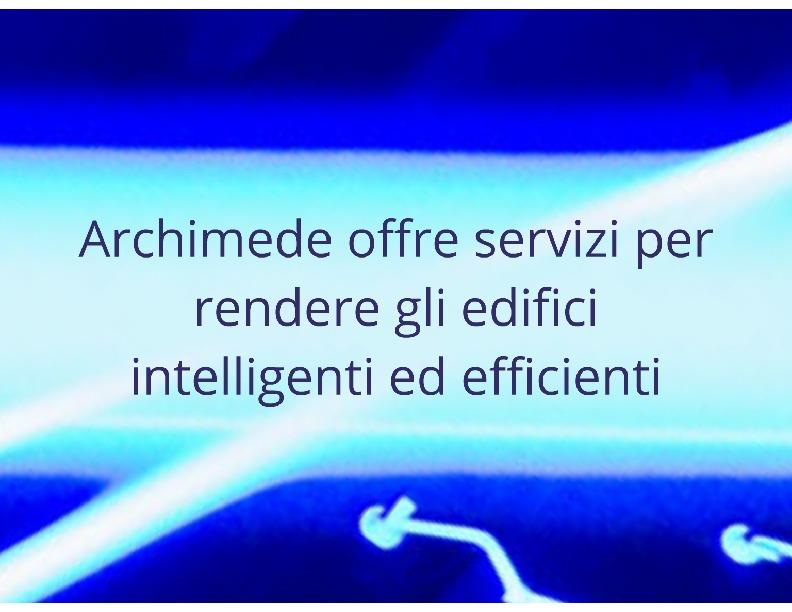 Archimede offre servizi per
rendere gli edifici
intelligenti ed efficienti